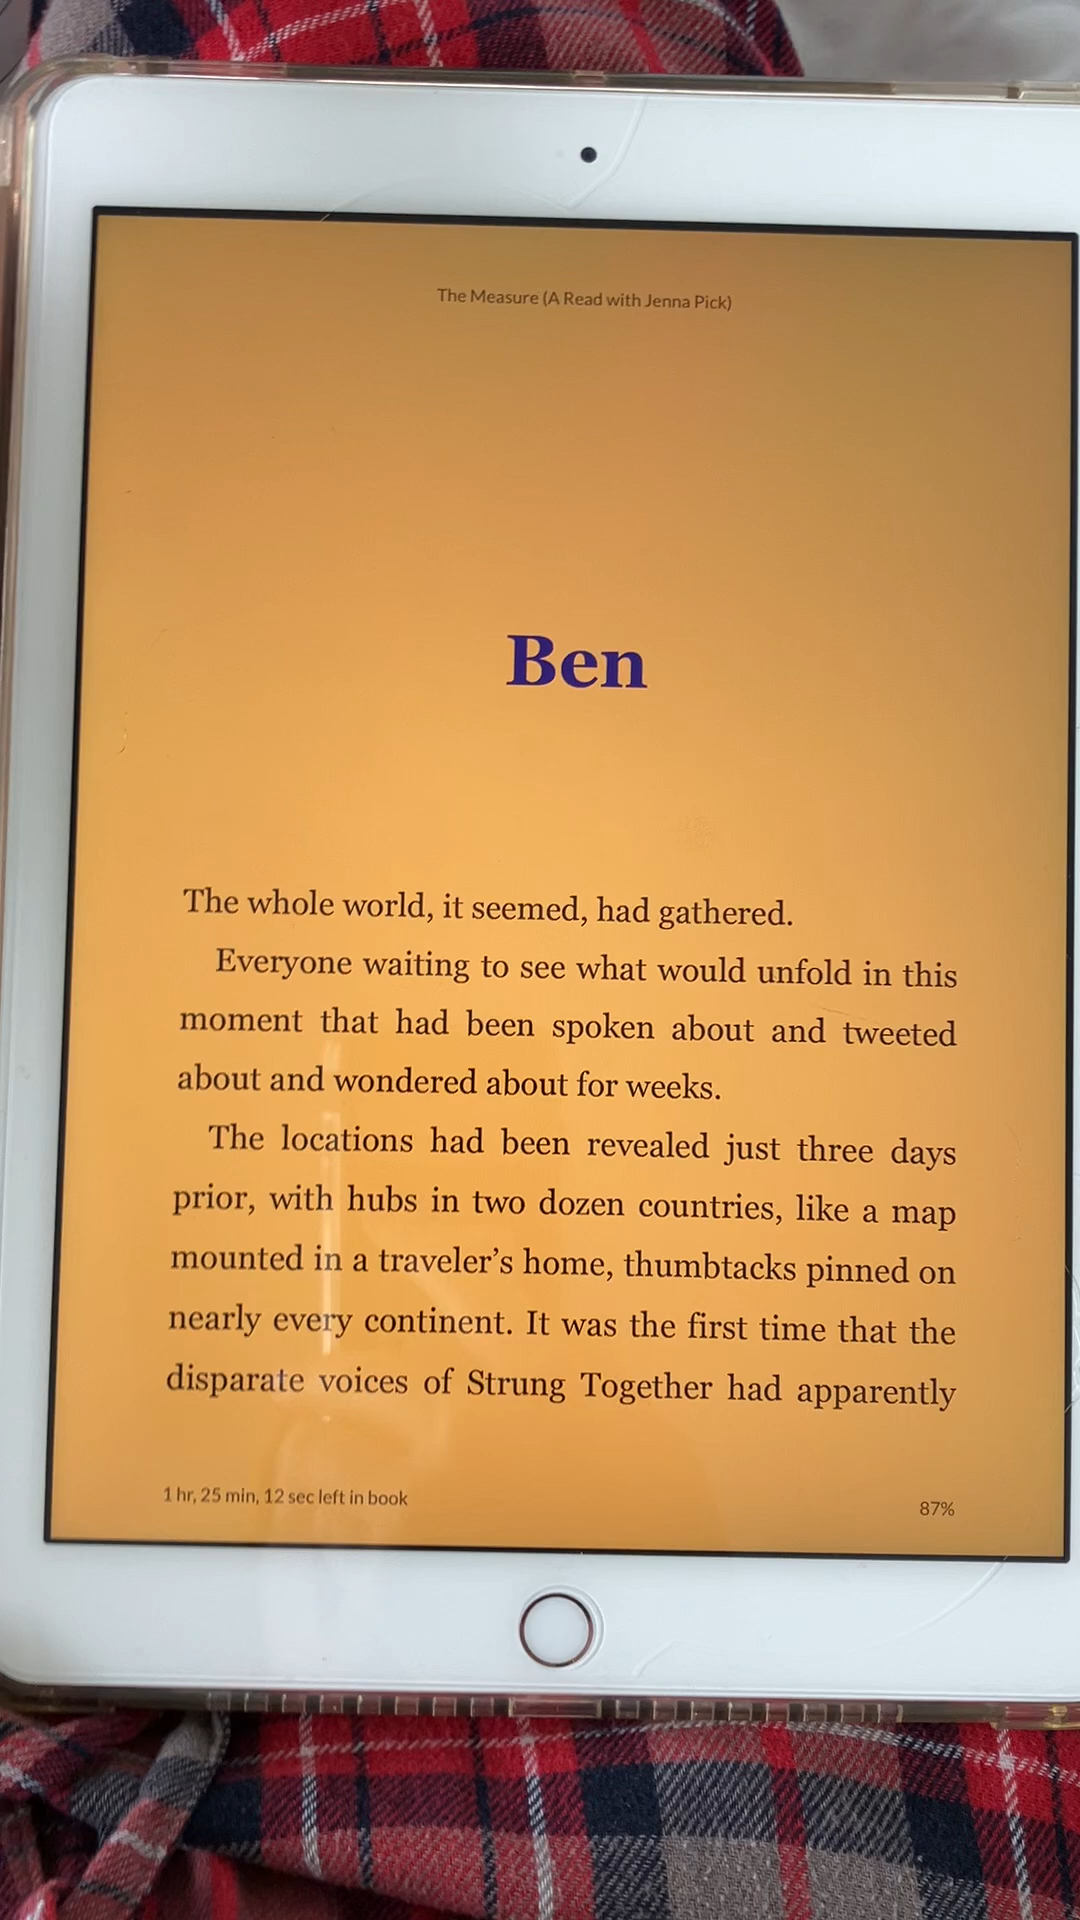 The Measure (A Read with Jenna Pick)
Ben
The whole world, it seemed, had gathered.
Everyone waiting to see what would unfold in this
moment that had been spoken about and tweeted
about and wondered about for weeks.
The locations had been revealed just three days
prior, with hubs in two dozen countries, like a map
mounted in a traveler’s home, thumbtacks pinned on
nearly every continent. It was the first time that the
disparate voices of Strung Together had apparently
1 hr, 25 min, 12 sec left in book
87%